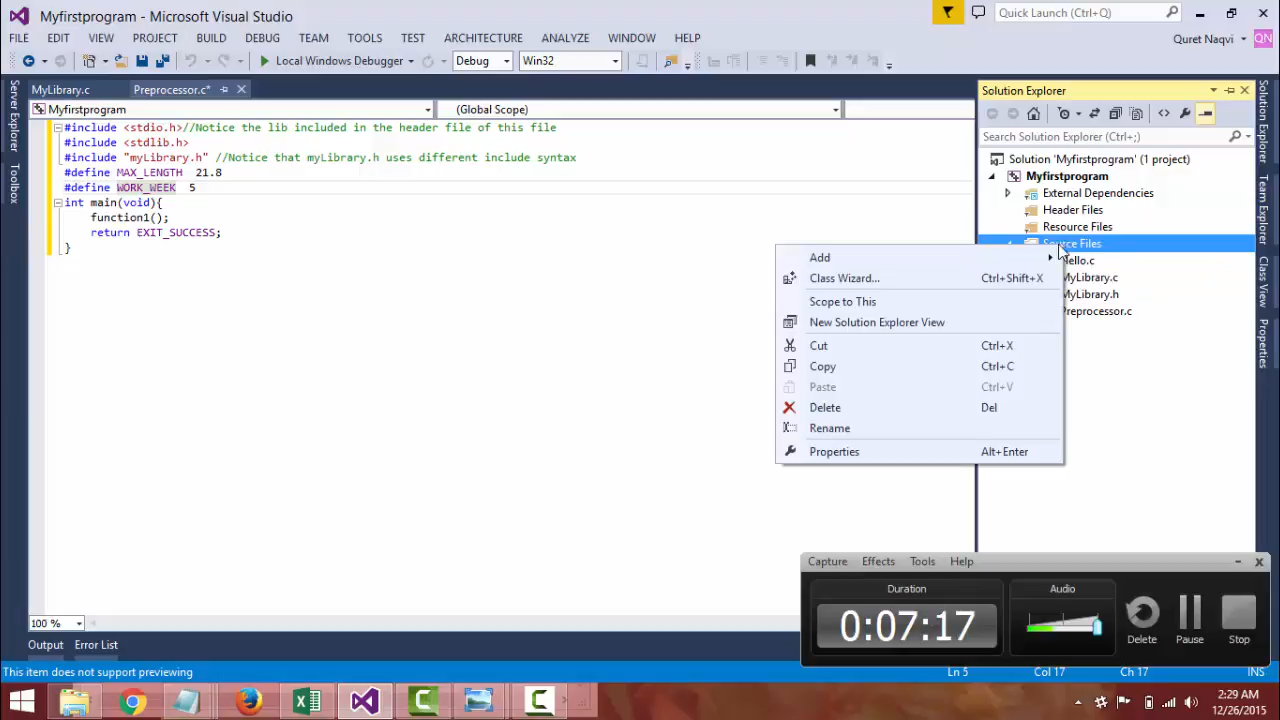 Myfirstprogram - Microsoft Visual Studio
Quick Launch (Ctrl+Q)
FILE EDIT VIEW PROJECT BUILD DEBUG TEAM TOOLS TEST ARCHITECTURE ANALYZE WINDOW HELP
Quret Naqvi QN
Local Windows Debugger Debug Win32
Server Explorer
Toolbox
MyLibrary.c Preprocessor.c*
Myfirstprogram (Global Scope)
#include <stdio.h>//Notice the lib included in the header file of this file
#include <stdlib.h>
#include "myLibrary.h" //Notice that myLibrary.h uses different include syntax
#define MAX_LENGTH 21.8
#define WORK_WEEK 5
int main(void){
function1();
return EXIT_SUCCESS;
}
Solution Explorer
Search Solution Explorer (Ctrl+;)
Solution 'Myfirstprogram' (1 project)
Myfirstprogram
External Dependencies
Header Files
Resource Files
Source Files
Hello.c
MyLibrary.c
MyLibrary.h
Preprocessor.c
Solution Explorer
Team Explorer
Class View
Properties
Add
Class Wizard... Ctrl+Shift+X
Scope to This
New Solution Explorer View
Cut Ctrl+X
Copy Ctrl+C
Paste Ctrl+V
Delete Del
Rename
Properties Alt+Enter
Capture Effects Tools Help
Duration
0:07:17
Audio
Delete Pause Stop
100 %
Output Error List
This item does not support previewing Ln 5 Col 17 Ch 17 INS
2:29 AM
12/26/2015